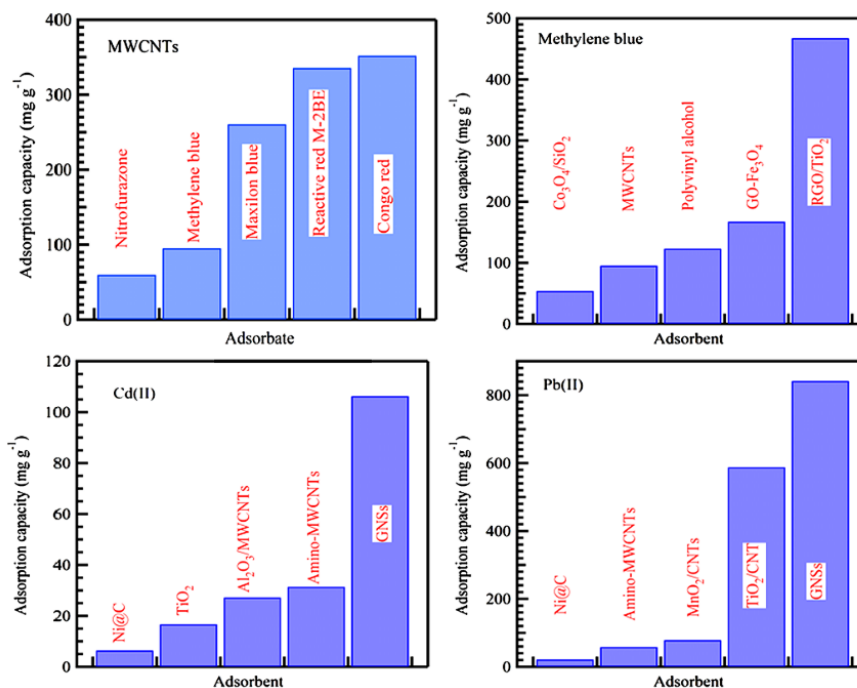 MWCNTs
Adsorption capacity (mg g⁻¹)
400
300
200
100
0
Nitrofurazone
Methylene blue
Maxilon blue
Reactive red M-2BE
Congo red
Adsorbate
Methylene blue
Adsorption capacity (mg g⁻¹)
500
400
300
200
100
0
Co₃O₄/SiO₂
MWCNTs
Polyvinyl alcohol
GO-Fe₃O₄
RGO/TiO₂
Adsorbent
Cd(II)
Adsorption capacity (mg g⁻¹)
120
100
80
60
40
20
0
Ni@C
TiO₂
Al₂O₃/MWCNTs
Amino-MWCNTs
GNSs
Adsorbent
Pb(II)
Adsorption capacity (mg g⁻¹)
800
600
400
200
0
Ni@C
Amino-MWCNTs
MnO₂/CNTs
TiO₂/CNT
GNSs
Adsorbent